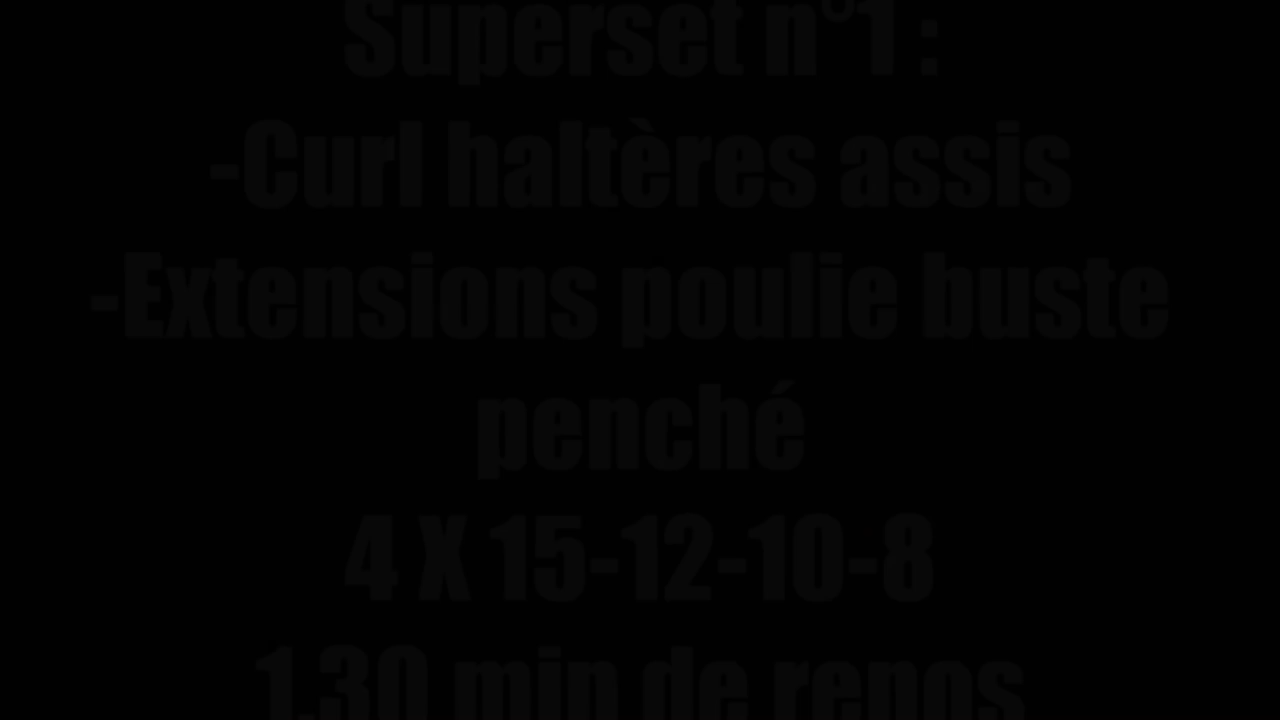 Superset n°1 :
-Curl haltères assis
-Extensions poulie buste
penché
4 X 15-12-10-8
1.30 min de repos